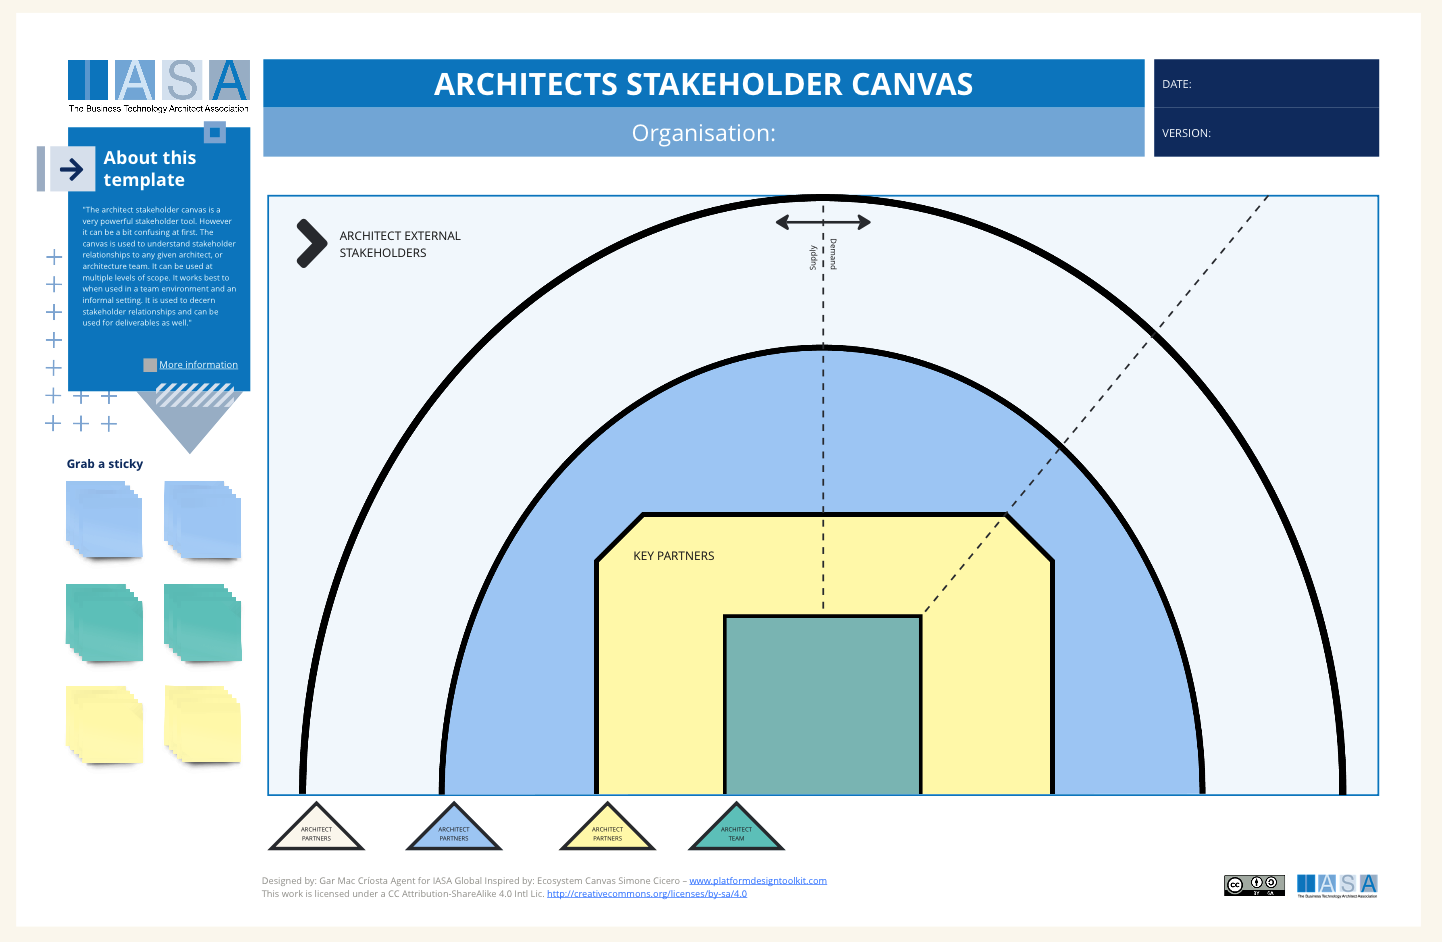 IASA
The Business Technology Architect Association
ARCHITECTS STAKEHOLDER CANVAS
Organisation:
DATE:
VERSION:
About this
template
"The architect stakeholder canvas is a
very powerful stakeholder tool. However
it can be a bit confusing at first. The
canvas is used to understand stakeholder
relationships to any given architect, or
architecture team. It can be used at
multiple levels of scope. It works best to
when used in a team environment and an
informal setting. It is used to decern
stakeholder relationships and can be
used for deliverables as well."
More information
Grab a sticky
ARCHITECT EXTERNAL
STAKEHOLDERS
Supply
Demand
KEY PARTNERS
ARCHITECT
PARTNERS
ARCHITECT
PARTNERS
ARCHITECT
PARTNERS
ARCHITECT
TEAM
Designed by: Gar Mac Críosta Agent for IASA Global Inspired by: Ecosystem Canvas Simone Cicero – www.platformdesigntoolkit.com
This work is licensed under a CC Attribution-ShareAlike 4.0 Intl Lic. http://creativecommons.org/licenses/by-sa/4.0
cc BY SA
IASA
The Business Technology Architect Association